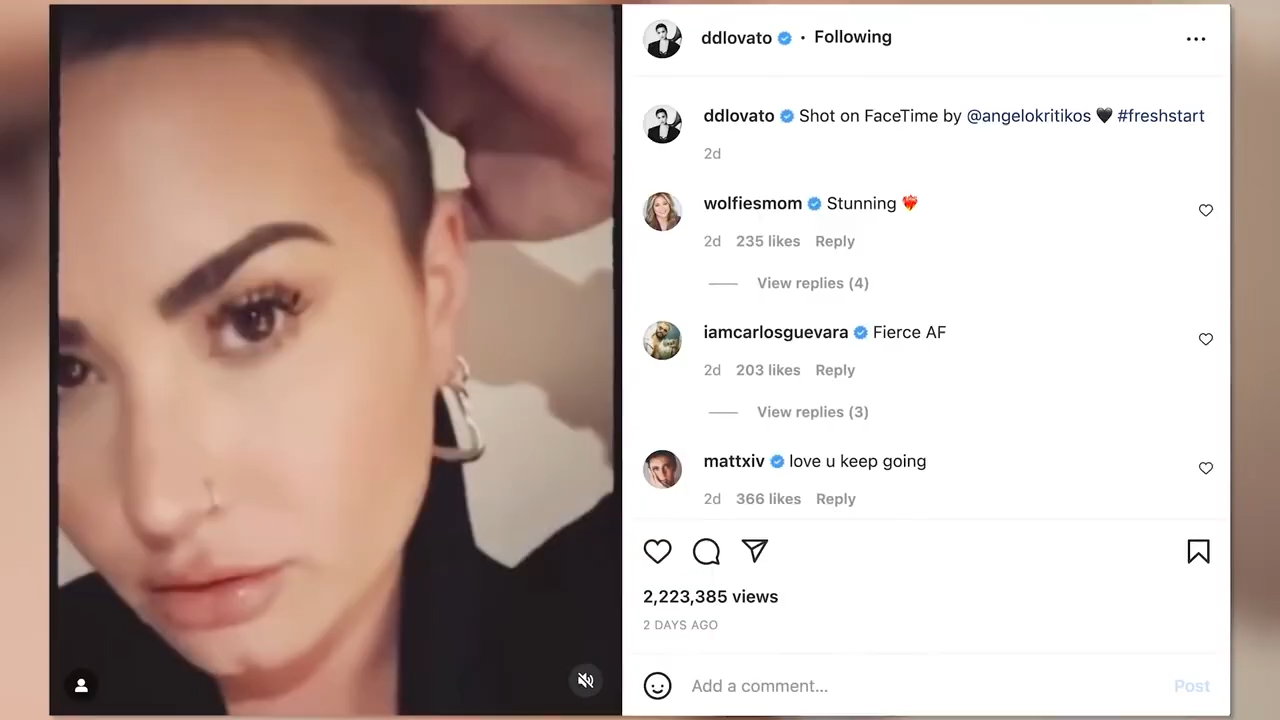 ddlovato • Following
ddlovato Shot on FaceTime by @angelokritikos 🖤 #freshstart
2d
wolfiesmom Stunning ❤️‍🔥
2d 235 likes Reply
View replies (4)
iamcarlosguevara Fierce AF
2d 203 likes Reply
View replies (3)
mattxiv love u keep going
2d 366 likes Reply
2,223,385 views
2 DAYS AGO
Add a comment... Post